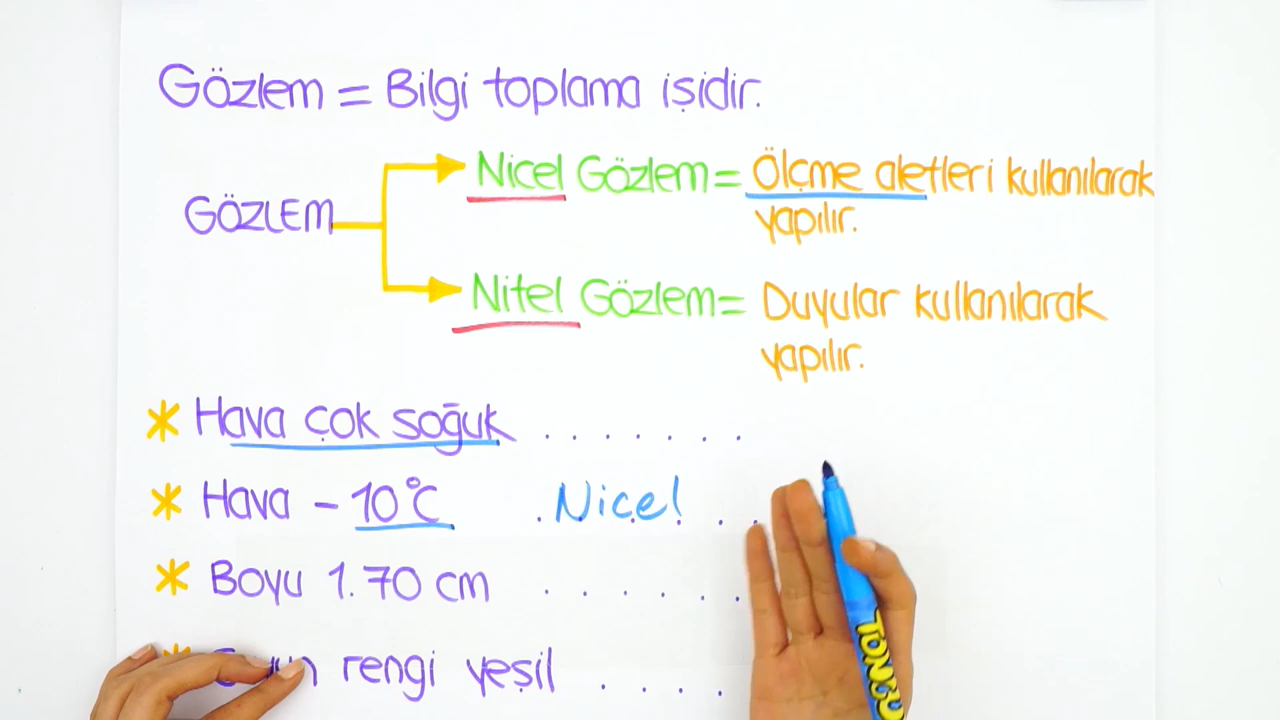 Gözlem = Bilgi toplama işidir.
GÖZLEM
Nicel Gözlem = Ölçme aletleri kullanılarak
yapılır.
Nitel Gözlem = Duyular kullanılarak
yapılır.
* Hava çok soğuk .......
* Hava - 10°C . Nicel . .
* Boyu 1.70 cm ......
* rengi yeşil ....
TONGUÇ